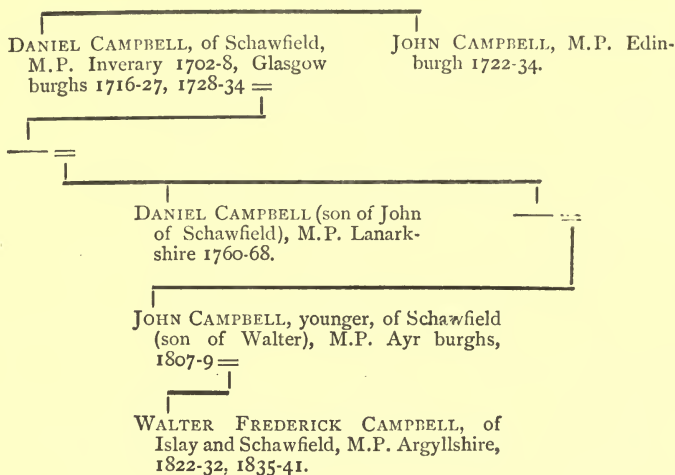 DANIEL CAMPBELL, of Schawfield,
M.P. Inverary 1702-8, Glasgow
burghs 1716-27, 1728-34 =
JOHN CAMPBELL, M.P. Edin-
burgh 1722-34.
— =
DANIEL CAMPBELL (son of John
of Schawfield), M.P. Lanark-
shire 1760-68.
— =
JOHN CAMPBELL, younger, of Schawfield
(son of Walter), M.P. Ayr burghs,
1807-9 =
WALTER FREDERICK CAMPBELL, of
Islay and Schawfield, M.P. Argyllshire,
1822-32, 1835-41.